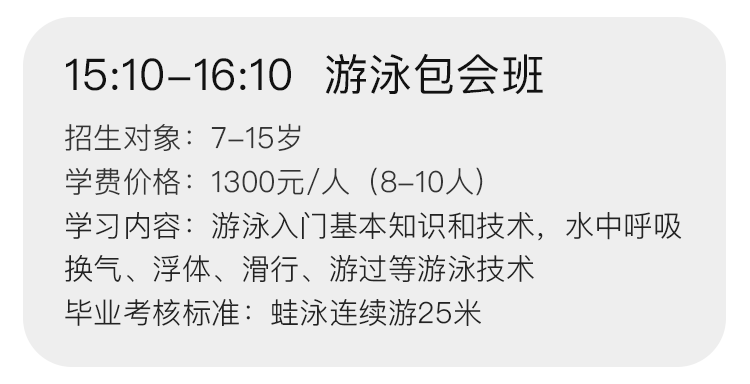 15:10-16:10 游泳包会班
招生对象：7-15岁
学费价格：1300元/人（8-10人）
学习内容：游泳入门基本知识和技术，水中呼吸
换气、浮体、滑行、游过等游泳技术
毕业考核标准：蛙泳连续游25米